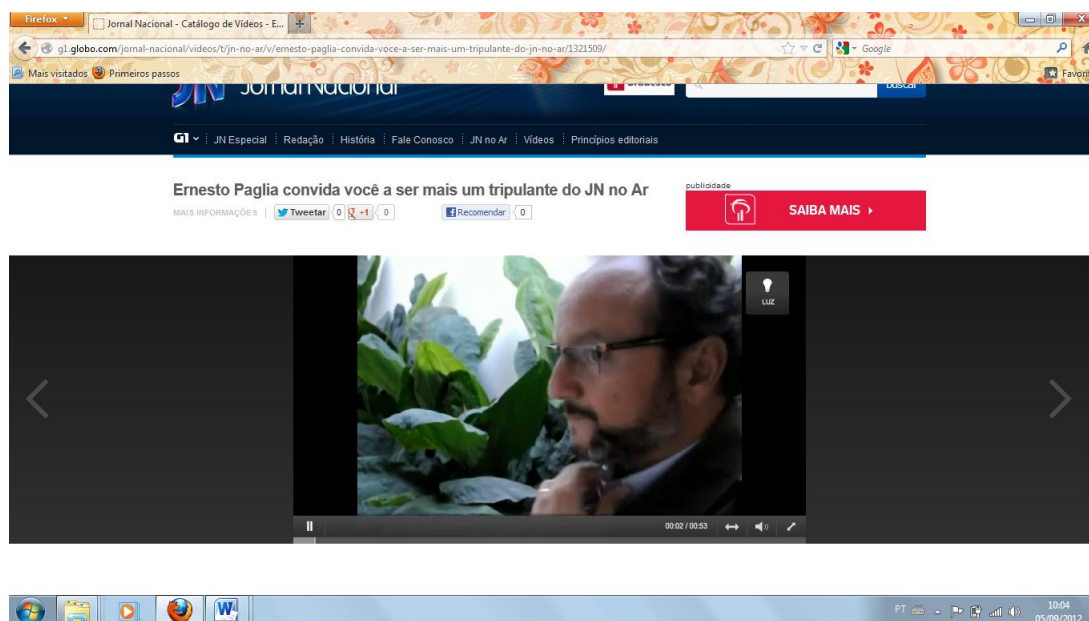 Firefox
Jornal Nacional - Catálogo de Vídeos - E...
g1.globo.com/jornal-nacional/videos/t/jn-no-ar/v/ernesto-paglia-convida-voce-a-ser-mais-um-tripulante-do-jn-no-ar/1321509/
Google
Mais visitados Primeiros passos
Favorit
JN Jornal Nacional
Bradesco
buscar
G1 JN Especial Redação História Fale Conosco JN no Ar Vídeos Princípios editoriais
Ernesto Paglia convida você a ser mais um tripulante do JN no Ar
publicidade
MAIS INFORMAÇÕES Tweetar 0 +1 0 Recomendar 0
SAIBA MAIS
LUZ
00:02 / 00:53
PT
10:04
05/09/2012